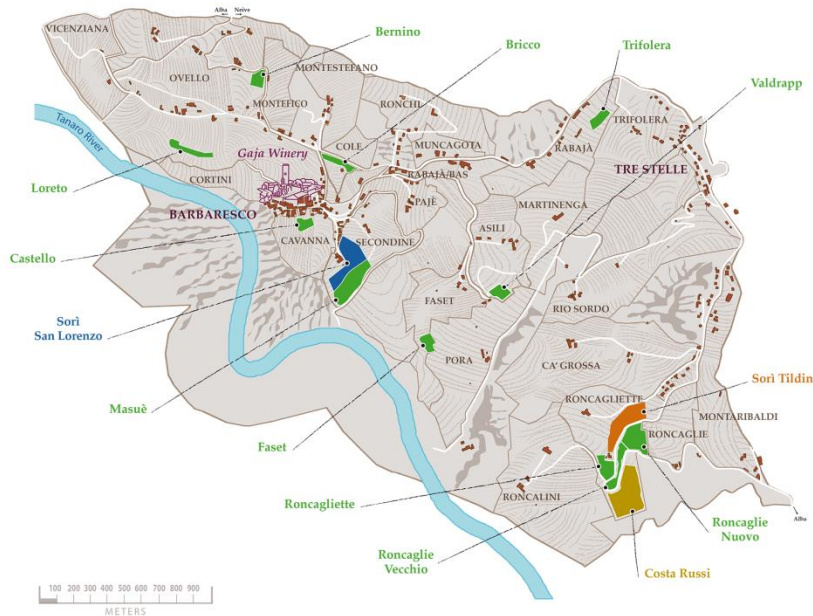 Alba
Neive
VICENZIANA
Bernino
Bricco
Trifolera
Valdrapp
OVELLO
MONTESTEFANO
MONTEFICO
RONCHI
TRIFOLERA
Tanaro River
Gaja Winery
COLE
MUNCAGOTA
RABAJÀ
Loreto
CORTINI
RABAJÀ/BAS
TRE STELLE
BARBARESCO
PAJÈ
MARTINENGA
CAVANNA
SECONDINE
ASILI
Castello
FASET
RIO SORDO
Sorì
San Lorenzo
PORA
CA' GROSSA
Masuè
RONCAGLIETTE
Sorì Tildin
MONTARIBALDI
Faset
RONCAGLIE
RONCALINI
Roncagliette
Alba
Roncaglie
Nuovo
Roncaglie
Vecchio
Costa Russi
100 200 300 400 500 600 700 800 900
METERS